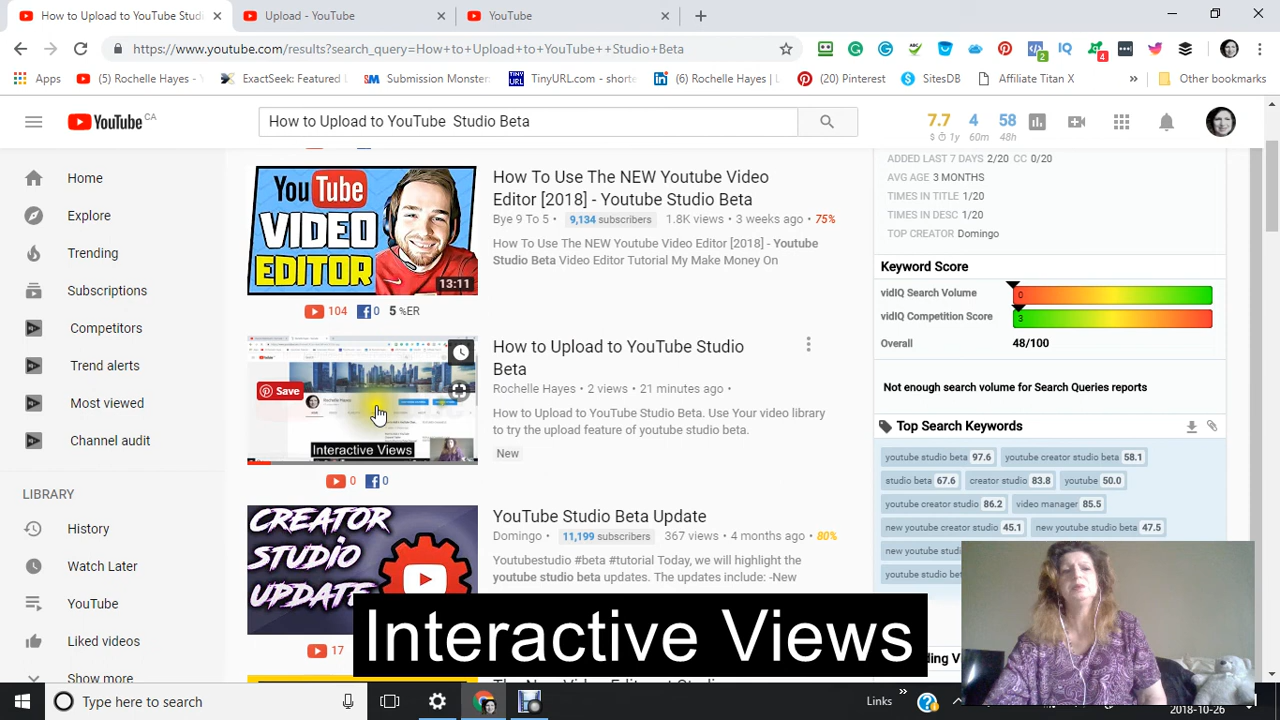 How to Upload to YouTube Studi
Upload - YouTube
YouTube
https://www.youtube.com/results?search_query=How+to+Upload+to+YouTube++Studio+Beta
Apps
(5) Rochelle Hayes -
ExactSeek: Featured L
Submission Monster
TinyURL.com - shorte
(6) Rochelle Hayes |
(20) Pinterest
SitesDB
Affiliate Titan X
Other bookmarks
YouTube CA
How to Upload to YouTube Studio Beta
7.7 4 58
$ 1y 60m 48h
Home
Explore
Trending
Subscriptions
Competitors
Trend alerts
Most viewed
Channel audit
LIBRARY
History
Watch Later
YouTube
Liked videos
Show more
YouTube
VIDEO
EDITOR
13:11
How To Use The NEW Youtube Video
Editor [2018] - Youtube Studio Beta
Bye 9 To 5 • 9,134 subscribers 1.8K views • 3 weeks ago • 75%
How To Use The NEW Youtube Video Editor [2018] - Youtube
Studio Beta Video Editor Tutorial My Make Money On
104 0 5 %ER
Save
Interactive Views
How to Upload to YouTube Studio
Beta
Rochelle Hayes • 2 views • 21 minutes ago •
How to Upload to YouTube Studio Beta. Use Your video library
to try the upload feature of youtube studio beta.
New
0 0
CREATOR
STUDIO
UPDATE
YouTube Studio Beta Update
Domingo • 11,199 subscribers 367 views • 4 months ago • 80%
Youtubestudio #beta #tutorial Today, we will highlight the
youtube studio beta updates. The updates include: -New
17
ADDED LAST 7 DAYS 2/20 CC 0/20
AVG AGE 3 MONTHS
TIMES IN TITLE 1/20
TIMES IN DESC 1/20
TOP CREATOR Domingo
Keyword Score
vidIQ Search Volume 0
vidIQ Competition Score 3
Overall 48/100
Not enough search volume for Search Queries reports
Top Search Keywords
youtube studio beta 97.6 youtube creator studio beta 58.1
studio beta 67.6 creator studio 83.8 youtube 50.0
youtube creator studio 86.2 video manager 85.5
new youtube creator studio 45.1 new youtube studio beta 47.5
new youtube studi
youtube studio beta
Interactive Views
Type here to search
Links
2018-10-26